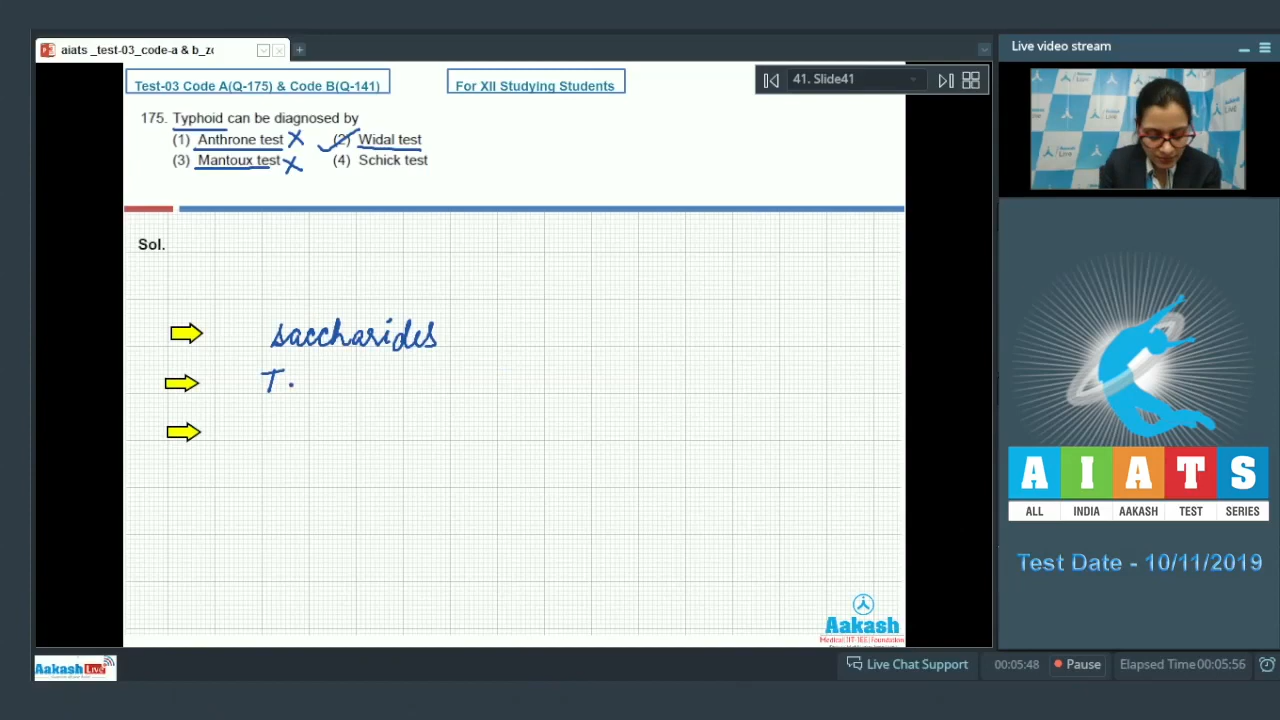 aiats _test-03_code-a & b_z
Live video stream
Test-03 Code A(Q-175) & Code B(Q-141)
For XII Studying Students
41. Slide41
175. Typhoid can be diagnosed by
(1) Anthrone test
(2) Widal test
(3) Mantoux test
(4) Schick test
Sol.
saccharides
T.
A I A T S
ALL INDIA AAKASH TEST SERIES
Test Date - 10/11/2019
Aakash
Medical|IIT-JEE|Foundation
Aakash Live
Live Chat Support
00:05:48
Pause
Elapsed Time 00:05:56